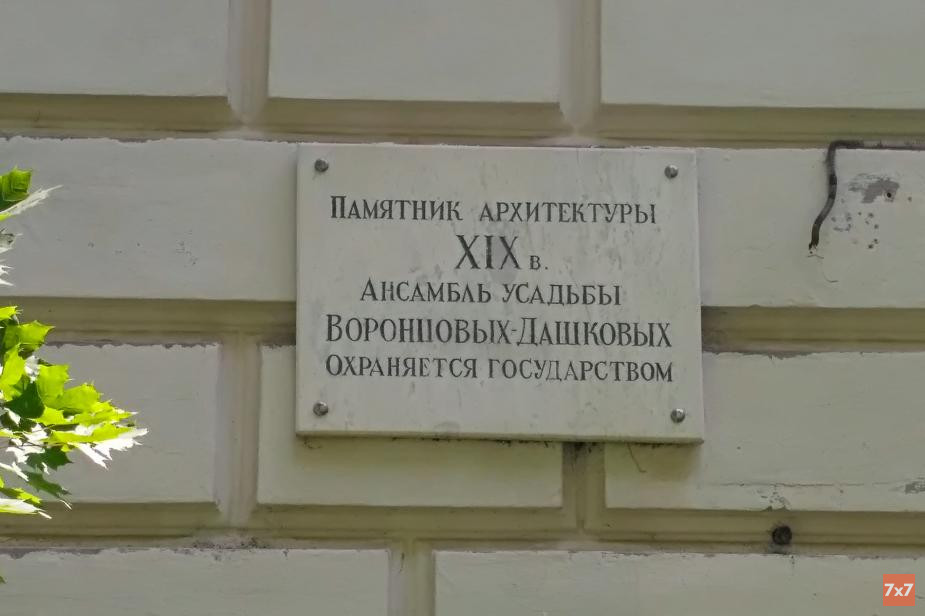 Памятник архитектуры
XIX в.
Ансамбль усадьбы
Воронцовых-Дашковых
охраняется государством
7x7